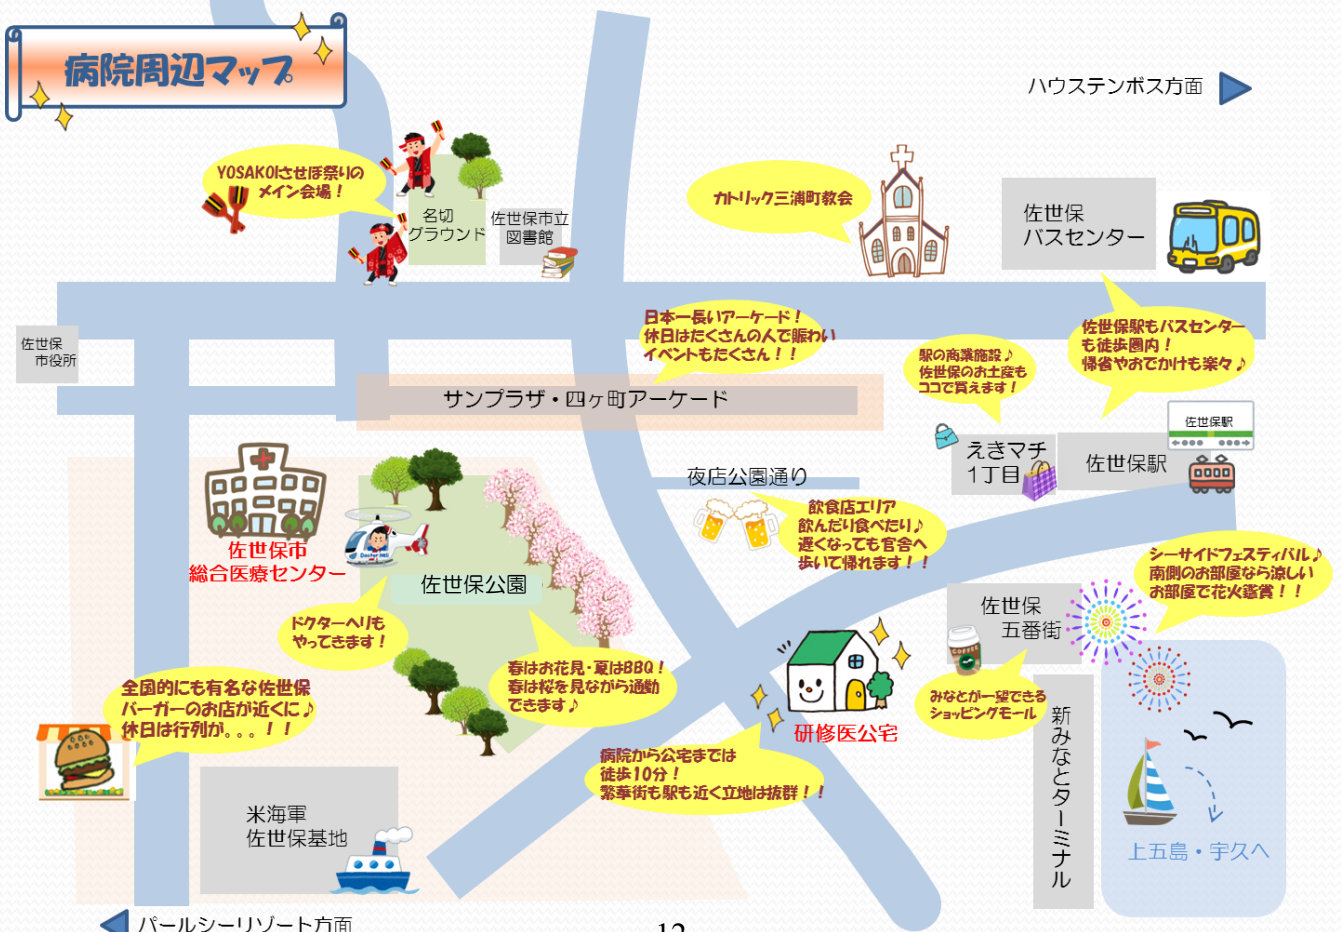 病院周辺マップ
ハウステンボス方面
YOSAKOIさせぼ祭りの
メイン会場！
名切
グラウンド
佐世保市立
図書館
カトリック三浦町教会
佐世保
バスセンター
佐世保
市役所
日本一長いアーケード！
休日はたくさんの人で賑わい
イベントもたくさん！！
サンプラザ・四ヶ町アーケード
駅の商業施設♪
佐世保のお土産も
ココで買えます！
佐世保駅もバスセンター
も徒歩圏内！
帰省やおでかけも楽々♪
えきマチ
1丁目
佐世保駅
佐世保駅
夜店公園通り
飲食店エリア
飲んだり食べたり♪
遅くなっても官舎へ
歩いて帰れます！！
佐世保市
総合医療センター
Doctor Heli
佐世保公園
ドクターヘリも
やってきます！
春はお花見・夏はBBQ！
春は桜を見ながら通勤
できます♪
シーサイドフェスティバル♪
南側のお部屋なら涼しい
お部屋で花火鑑賞！！
佐世保
五番街
COFFEE
みなとが一望できる
ショッピングモール
新みなとターミナル
研修医公宅
病院から公宅までは
徒歩10分！
繁華街も駅も近く立地は抜群！！
全国的にも有名な佐世保
バーガーのお店が近くに♪
休日は行列が。。。！！
米海軍
佐世保基地
上五島・宇久へ
パールシーリゾート方面
12